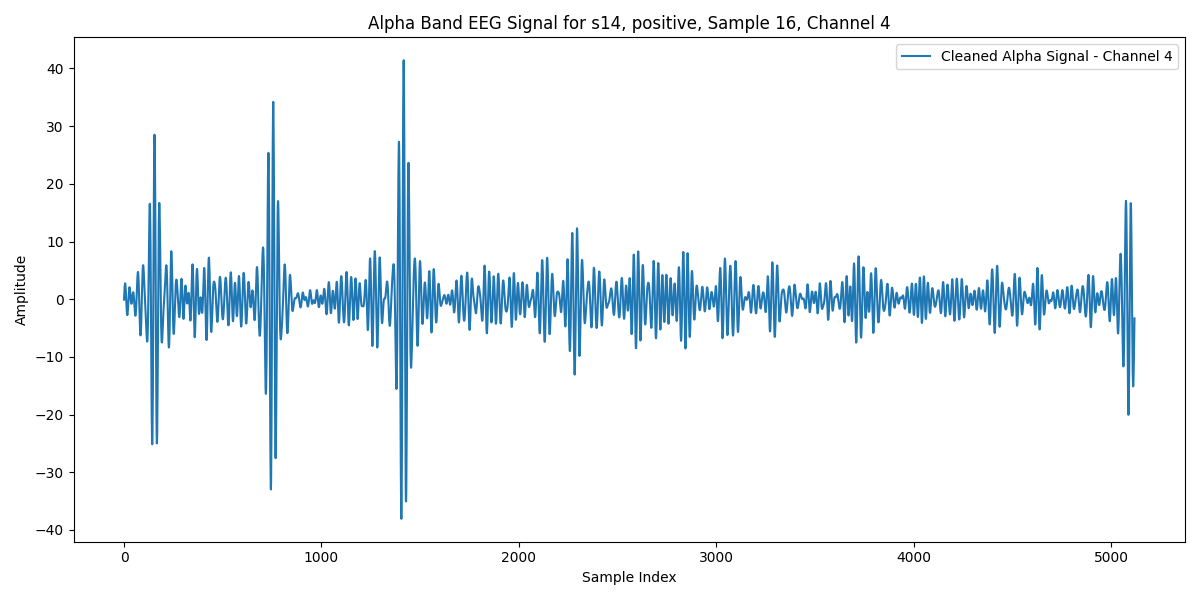 Alpha Band EEG Signal for s14, positive, Sample 16, Channel 4
Cleaned Alpha Signal - Channel 4
Amplitude
40
30
20
10
0
−10
−20
−30
−40
0 1000 2000 3000 4000 5000
Sample Index